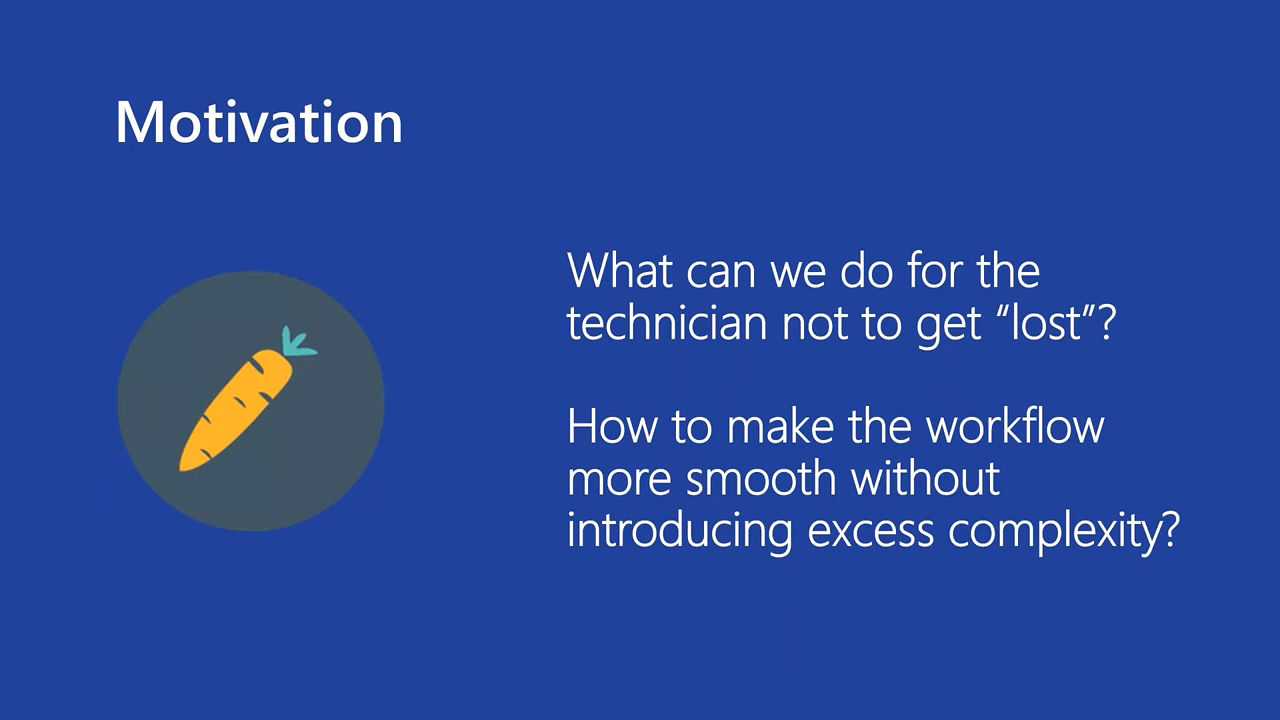 Motivation
What can we do for the
technician not to get “lost”?
How to make the workflow
more smooth without
introducing excess complexity?